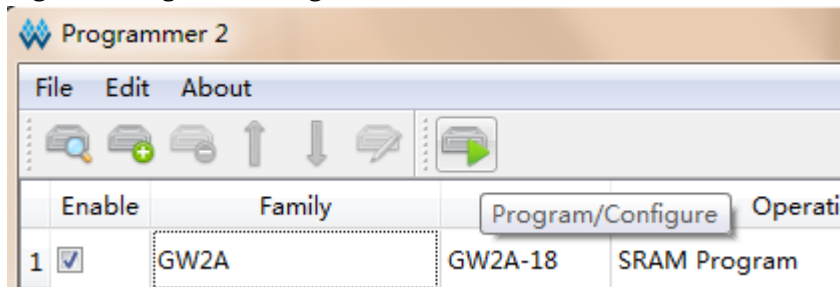 Programmer 2
File Edit About
Enable Family Operati
Program/Configure
1 GW2A GW2A-18 SRAM Program